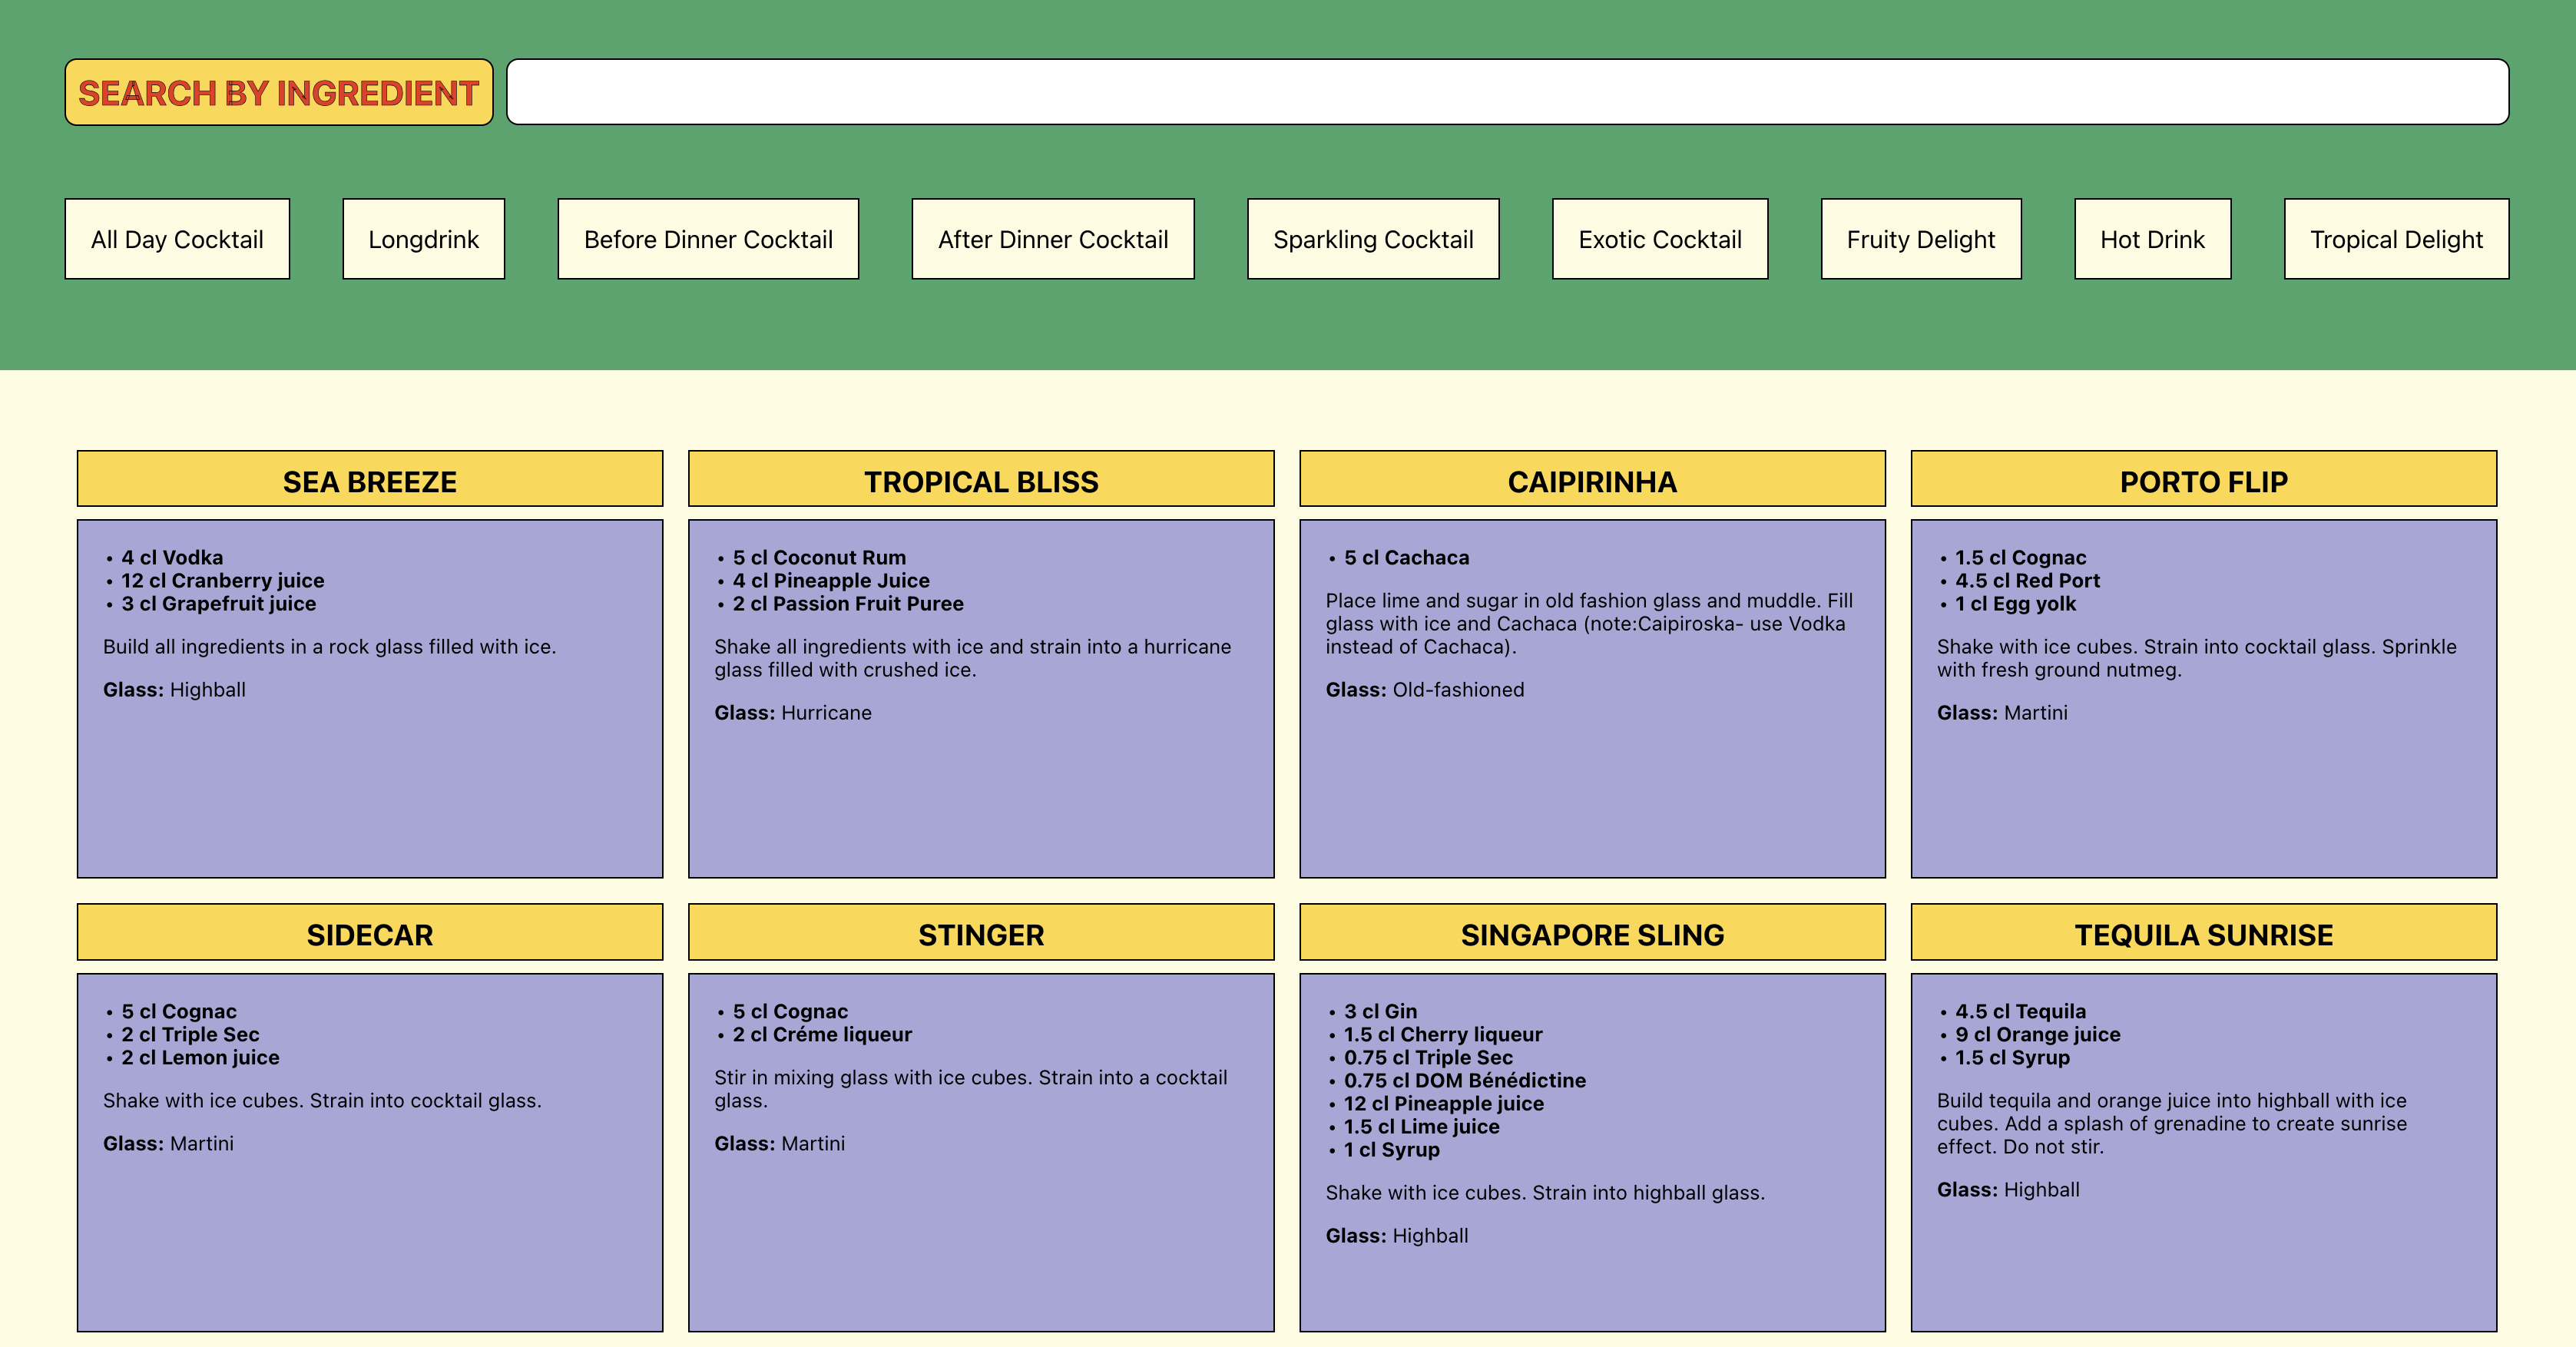 SEARCH BY INGREDIENT
All Day Cocktail
Longdrink
Before Dinner Cocktail
After Dinner Cocktail
Sparkling Cocktail
Exotic Cocktail
Fruity Delight
Hot Drink
Tropical Delight
SEA BREEZE
• 4 cl Vodka
• 12 cl Cranberry juice
• 3 cl Grapefruit juice
Build all ingredients in a rock glass filled with ice.
Glass: Highball
TROPICAL BLISS
• 5 cl Coconut Rum
• 4 cl Pineapple Juice
• 2 cl Passion Fruit Puree
Shake all ingredients with ice and strain into a hurricane
glass filled with crushed ice.
Glass: Hurricane
CAIPIRINHA
• 5 cl Cachaca
Place lime and sugar in old fashion glass and muddle. Fill
glass with ice and Cachaca (note:Caipiroska- use Vodka
instead of Cachaca).
Glass: Old-fashioned
PORTO FLIP
• 1.5 cl Cognac
• 4.5 cl Red Port
• 1 cl Egg yolk
Shake with ice cubes. Strain into cocktail glass. Sprinkle
with fresh ground nutmeg.
Glass: Martini
SIDECAR
• 5 cl Cognac
• 2 cl Triple Sec
• 2 cl Lemon juice
Shake with ice cubes. Strain into cocktail glass.
Glass: Martini
STINGER
• 5 cl Cognac
• 2 cl Créme liqueur
Stir in mixing glass with ice cubes. Strain into a cocktail
glass.
Glass: Martini
SINGAPORE SLING
• 3 cl Gin
• 1.5 cl Cherry liqueur
• 0.75 cl Triple Sec
• 0.75 cl DOM Bénédictine
• 12 cl Pineapple juice
• 1.5 cl Lime juice
• 1 cl Syrup
Shake with ice cubes. Strain into highball glass.
Glass: Highball
TEQUILA SUNRISE
• 4.5 cl Tequila
• 9 cl Orange juice
• 1.5 cl Syrup
Build tequila and orange juice into highball with ice
cubes. Add a splash of grenadine to create sunrise
effect. Do not stir.
Glass: Highball